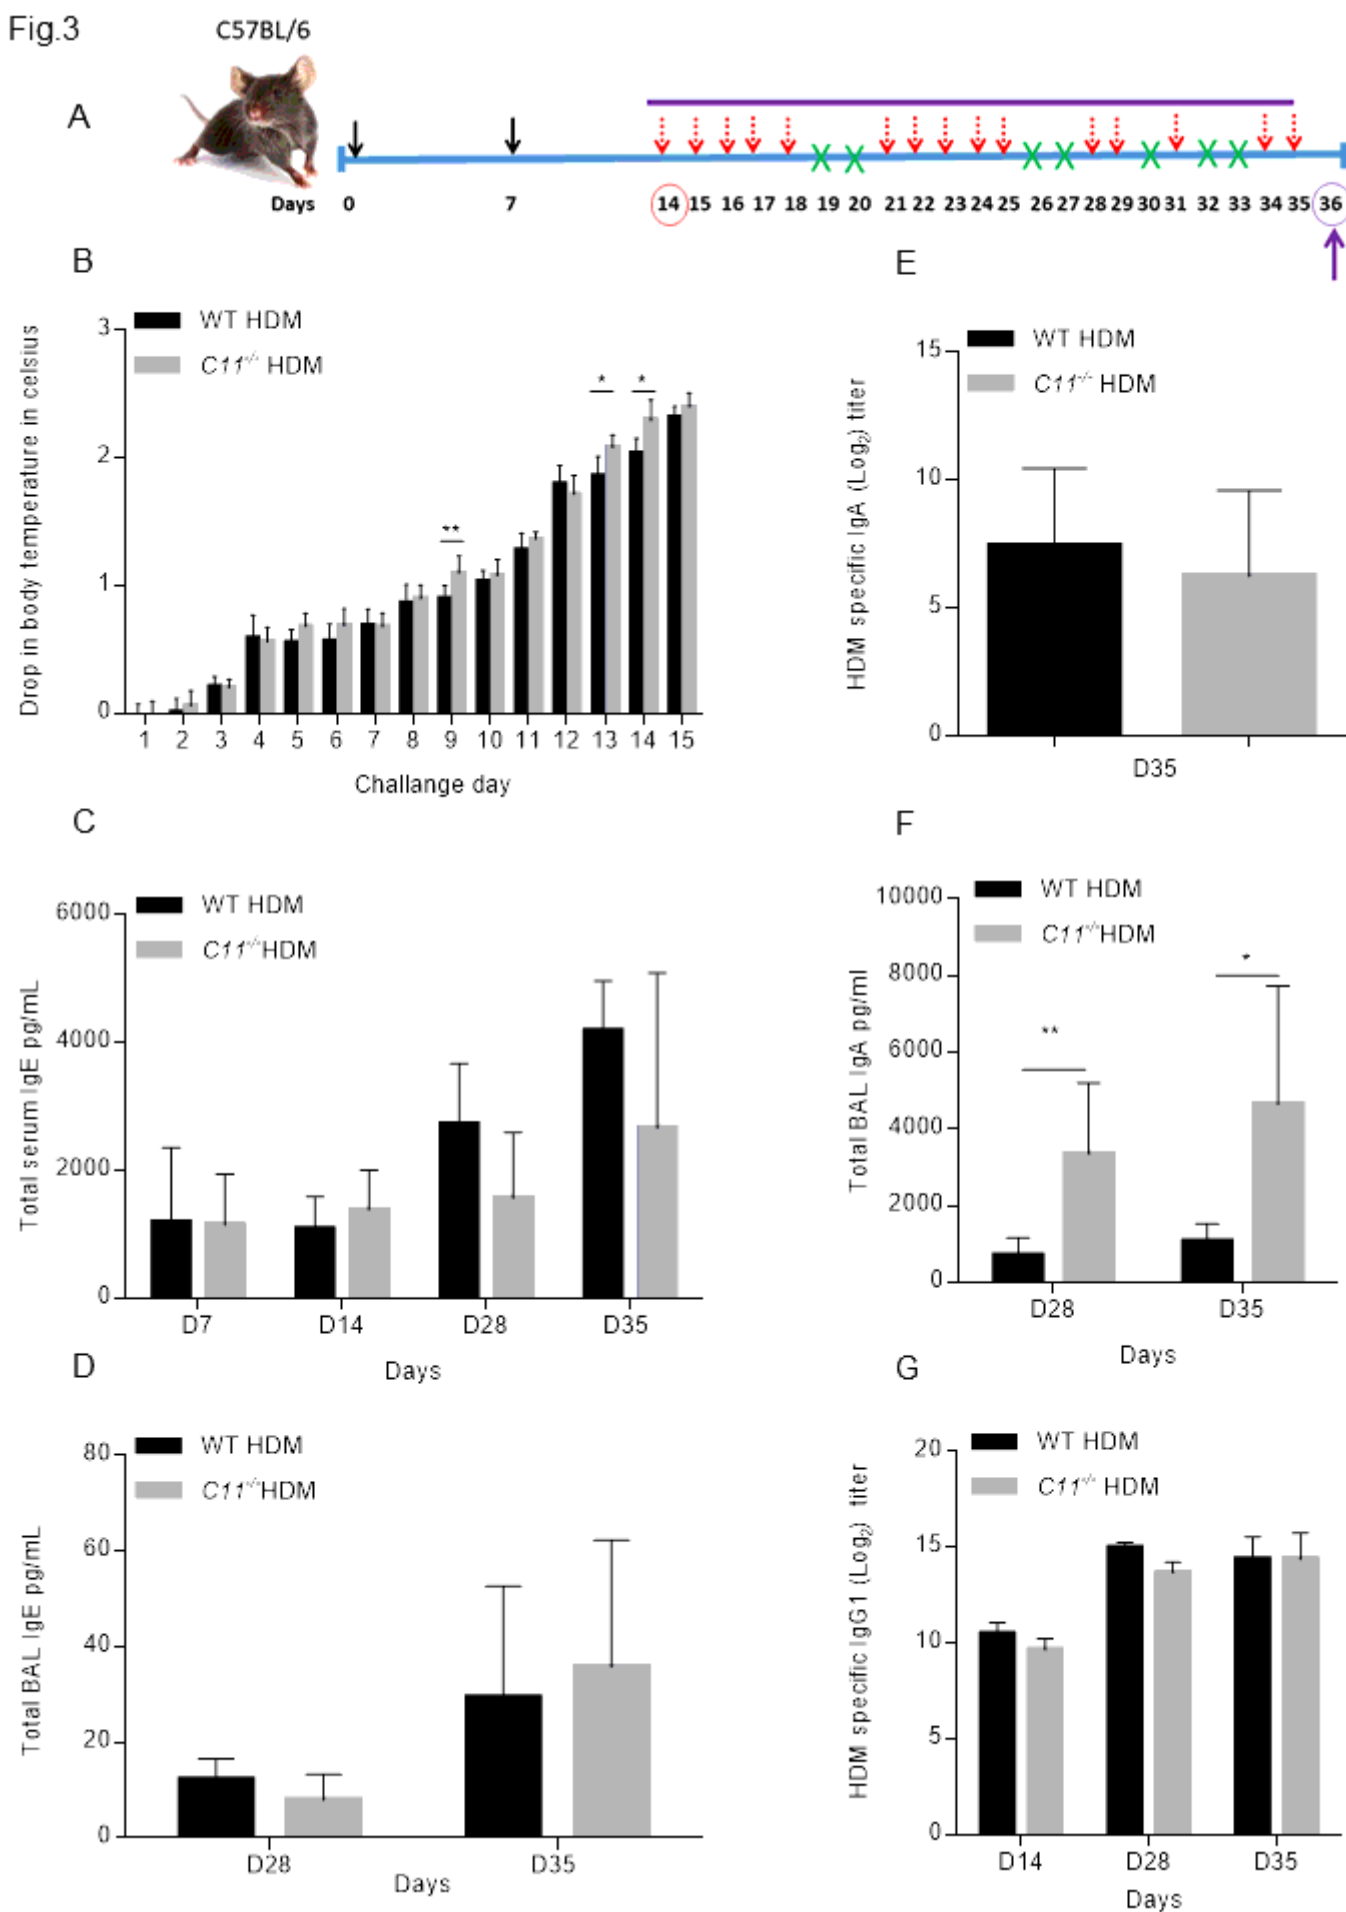 Fig.3
C57BL/6
A
Days 0 7 14 15 16 17 18 19 20 21 22 23 24 25 26 27 28 29 30 31 32 33 34 35 36
B
WT HDM
C11-/- HDM
Drop in body temperature in celsius
3
2
1
0
* *
**
1 2 3 4 5 6 7 8 9 10 11 12 13 14 15
Challange day
E
WT HDM
C11-/- HDM
HDM specific IgA (Log2) titer
15
10
5
0
D35
C
WT HDM
C11-/-HDM
Total serum IgE pg/mL
6000
4000
2000
0
D7 D14 D28 D35
Days
F
WT HDM
C11-/-HDM
Total BAL IgA pg/ml
10000
8000
6000
4000
2000
0
*
**
D28 D35
Days
D
WT HDM
C11-/-HDM
Total BAL IgE pg/mL
80
60
40
20
0
D28 D35
Days
G
WT HDM
C11-/- HDM
HDM specific IgG1 (Log2) titer
20
15
10
5
0
D14 D28 D35
Days